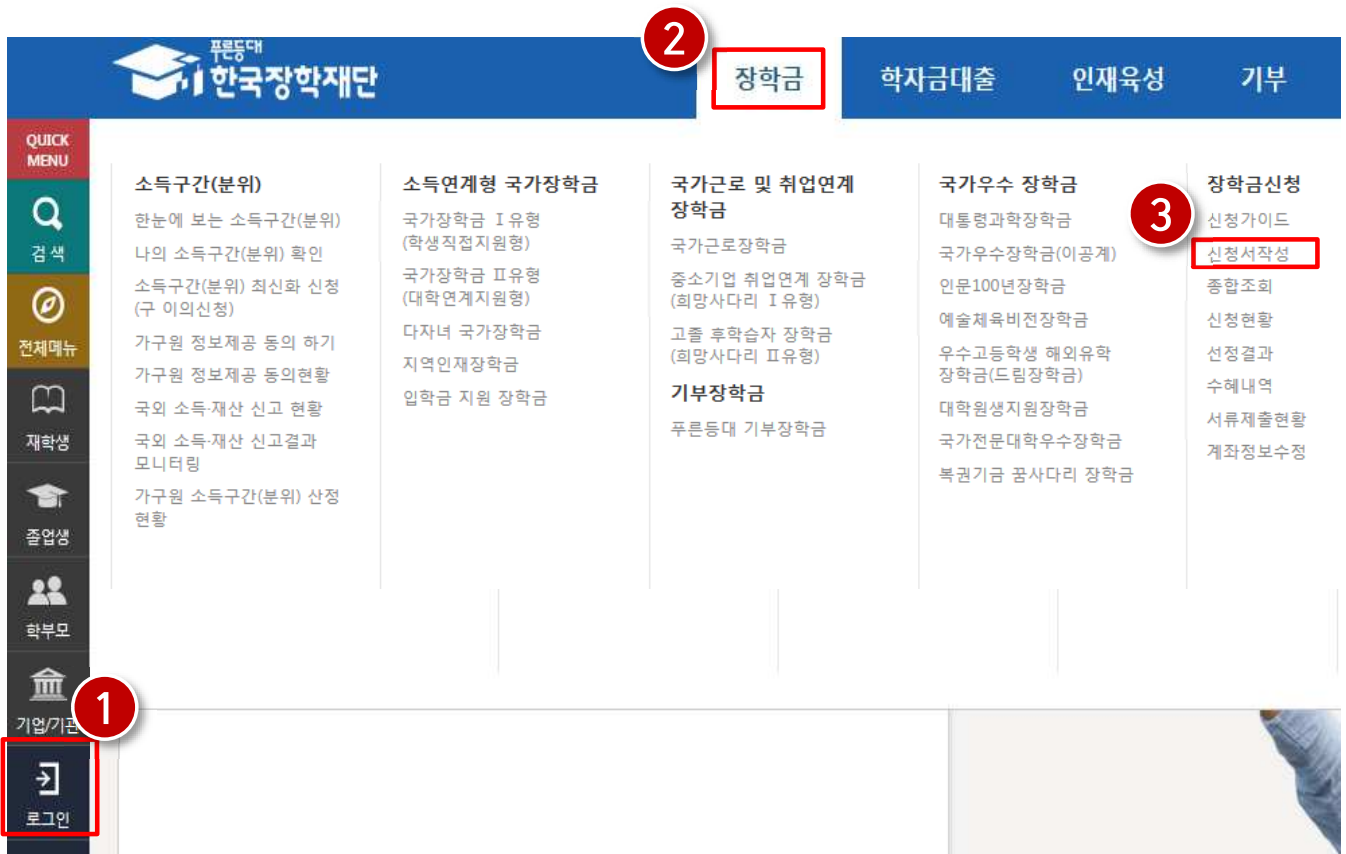 2
푸른등대
한국장학재단
장학금
학자금대출
인재육성
기부
QUICK
MENU
검색
전체메뉴
재학생
졸업생
학부모
기업/기관
1
로그인
소득구간(분위)
한눈에 보는 소득구간(분위)
나의 소득구간(분위) 확인
소득구간(분위) 최신화 신청
(구 이의신청)
가구원 정보제공 동의 하기
가구원 정보제공 동의현황
국외 소득·재산 신고 현황
국외 소득·재산 신고결과
모니터링
가구원 소득구간(분위) 산정
현황
소득연계형 국가장학금
국가장학금 Ⅰ유형
(학생직접지원형)
국가장학금 Ⅱ유형
(대학연계지원형)
다자녀 국가장학금
지역인재장학금
입학금 지원 장학금
국가근로 및 취업연계
장학금
국가근로장학금
중소기업 취업연계 장학금
(희망사다리 Ⅰ유형)
고졸 후학습자 장학금
(희망사다리 Ⅱ유형)
기부장학금
푸른등대 기부장학금
국가우수 장학금
대통령과학장학금
국가우수장학금(이공계)
인문100년장학금
예술체육비전장학금
우수고등학생 해외유학
장학금(드림장학금)
대학원생지원장학금
국가전문대학우수장학금
복권기금 꿈사다리 장학금
3
장학금신청
신청가이드
신청서작성
종합조회
신청현황
선정결과
수혜내역
서류제출현황
계좌정보수정